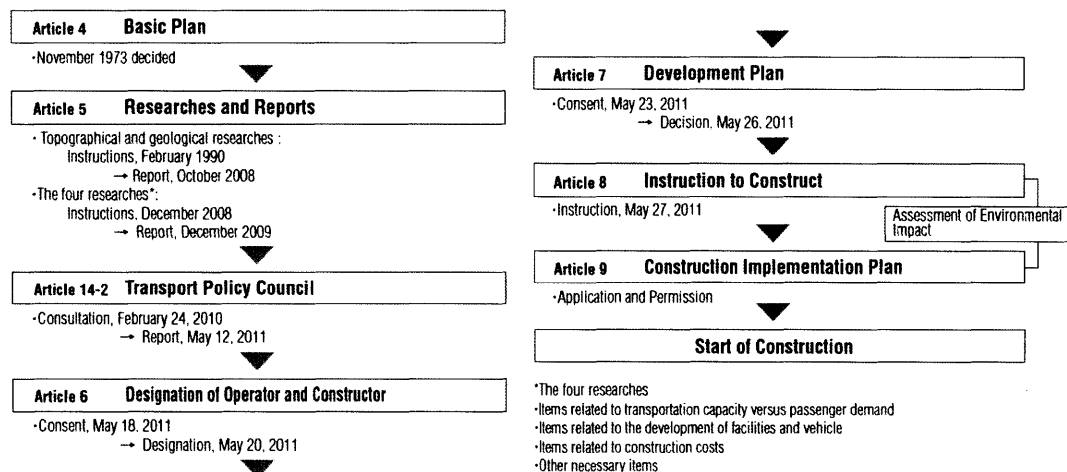 Article 4 Basic Plan
·November 1973 decided
Article 5 Researches and Reports
· Topographical and geological researches :
Instructions, February 1990
→ Report, October 2008
·The four researches*:
Instructions, December 2008
→ Report, December 2009
Article 14-2 Transport Policy Council
·Consultation, February 24, 2010
→ Report, May 12, 2011
Article 6 Designation of Operator and Constructor
·Consent, May 18, 2011
→ Designation, May 20, 2011
Article 7 Development Plan
·Consent, May 23, 2011
→ Decision, May 26, 2011
Article 8 Instruction to Construct
·Instruction, May 27, 2011
Assessment of Environmental
Impact
Article 9 Construction Implementation Plan
·Application and Permission
Start of Construction
*The four researches
·Items related to transportation capacity versus passenger demand
·Items related to the development of facilities and vehicle
·Items related to construction costs
·Other necessary items